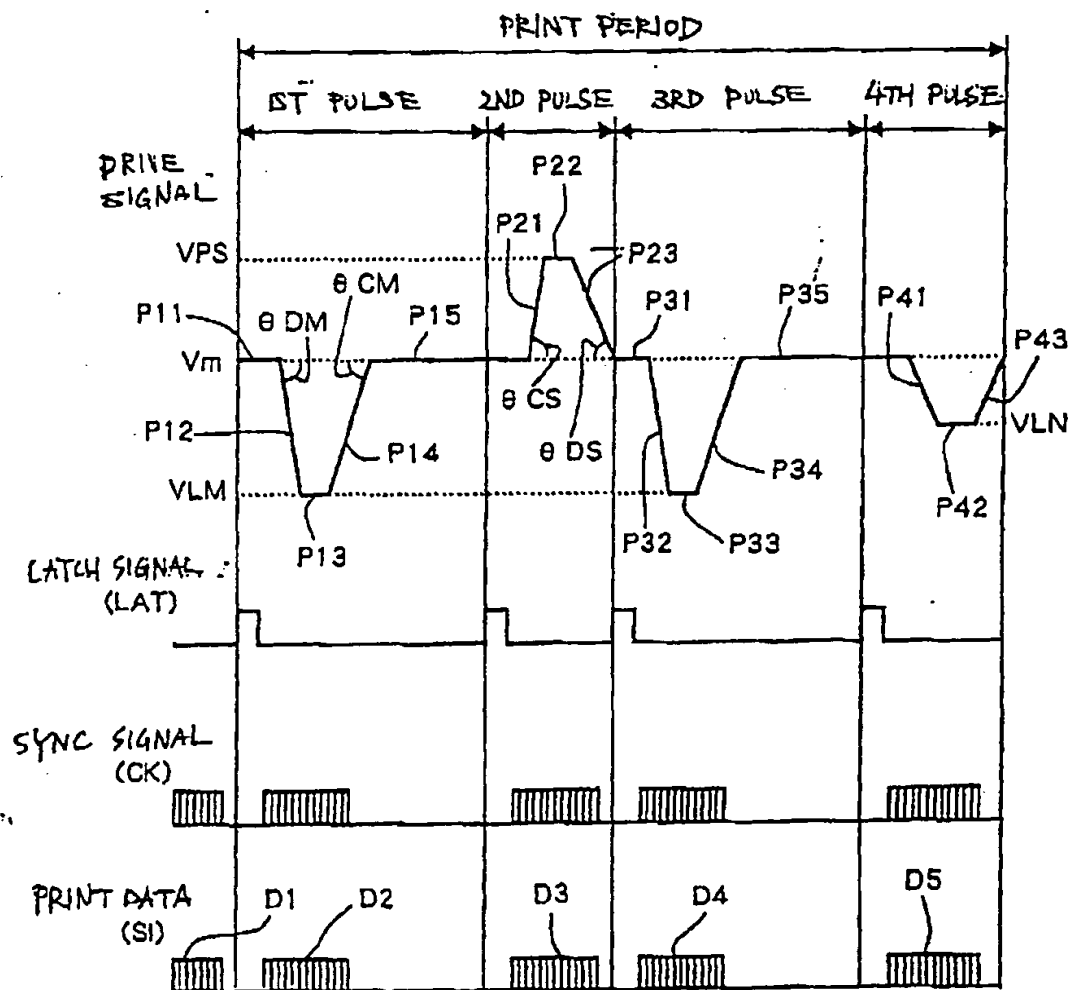 PRINT PERIOD
1ST PULSE 2ND PULSE 3RD PULSE 4TH PULSE
DRIVE
SIGNAL
P22
P21
P23
VPS
P11
θ DM
θ CM
P15
P31
P35
P41
P43
Vm
θ CS
θ DS
P12
P14
P34
VLN
VLM
P13
P32
P33
P42
LATCH SIGNAL
(LAT)
SYNC SIGNAL
(CK)
PRINT DATA
(SI)
D1
D2
D3
D4
D5